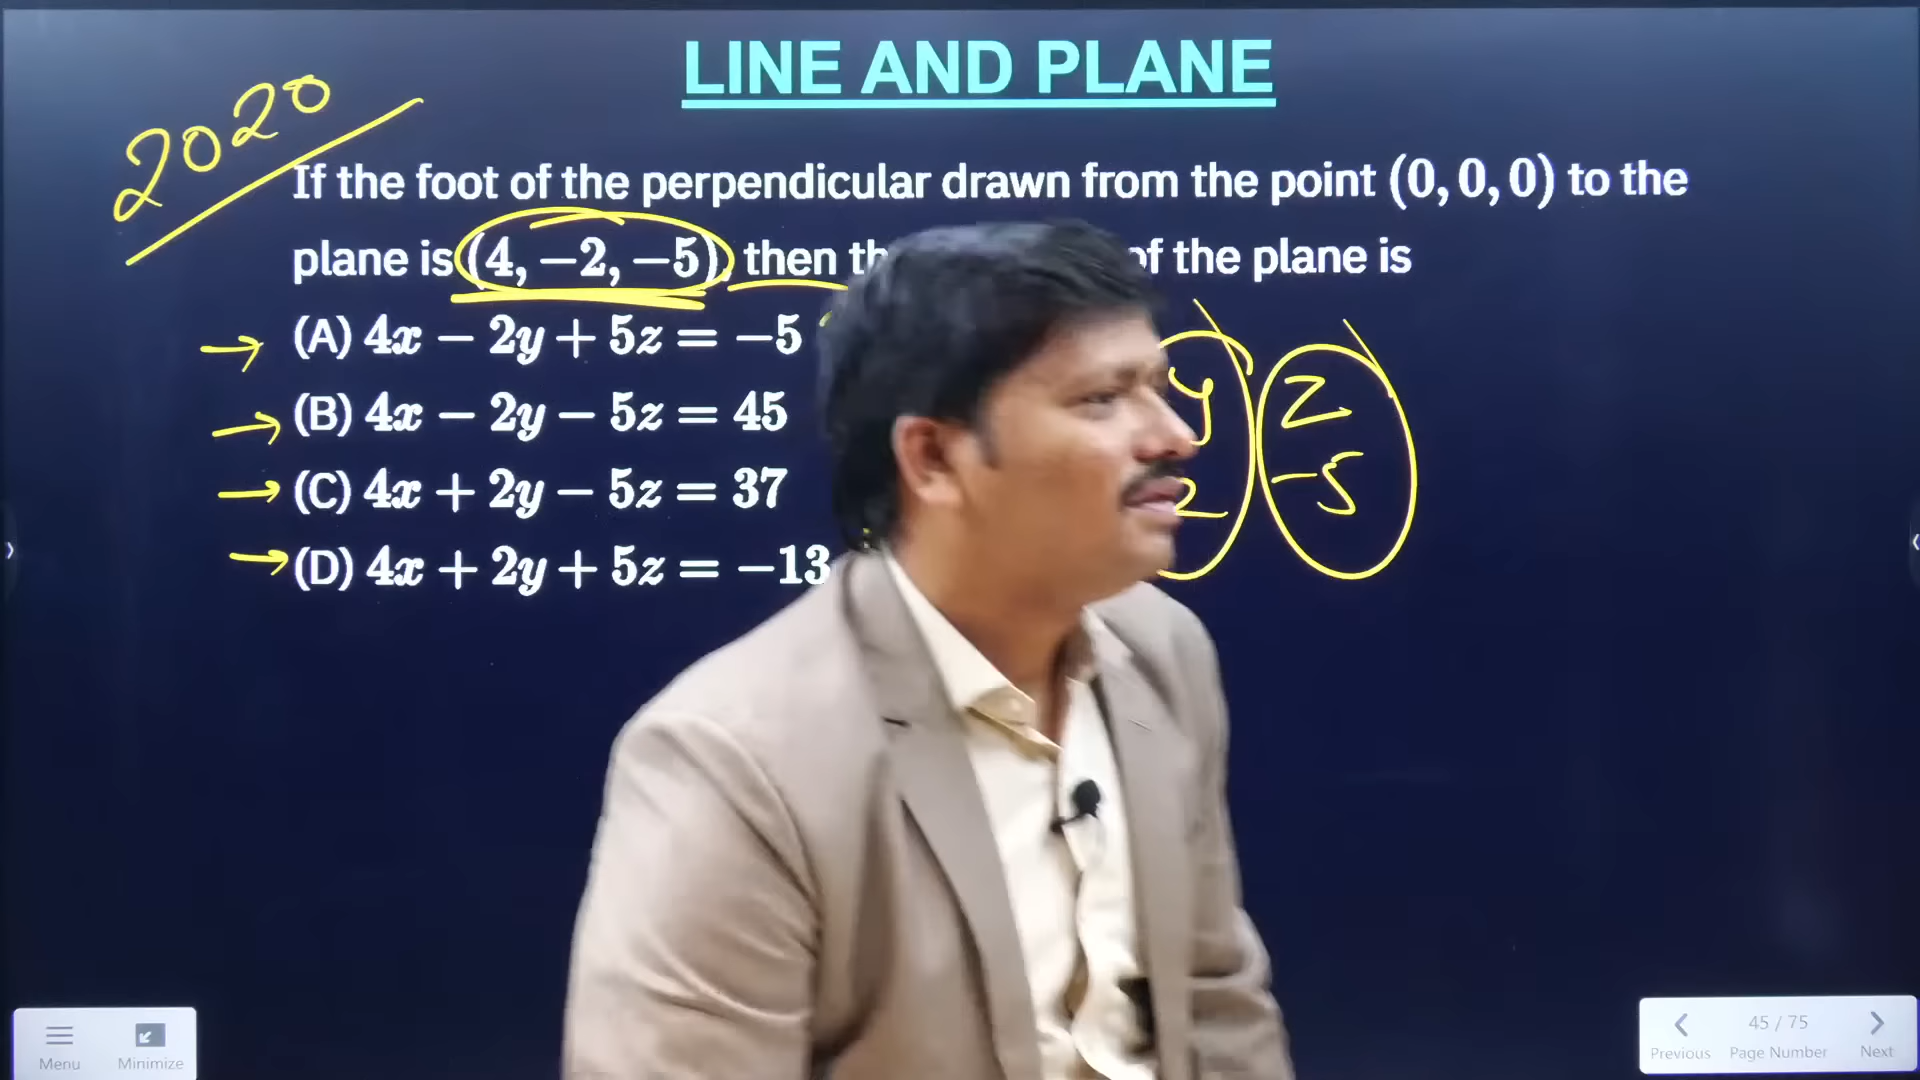 LINE AND PLANE
2020
If the foot of the perpendicular drawn from the point (0, 0, 0) to the
plane is (4, −2, −5), then of the plane is
(A) 4x − 2y + 5z = −5
(B) 4x − 2y − 5z = 45
(C) 4x + 2y − 5z = 37
(D) 4x + 2y + 5z = −13
y z
2 −5
Menu Minimize
45 / 75
Previous Page Number Next